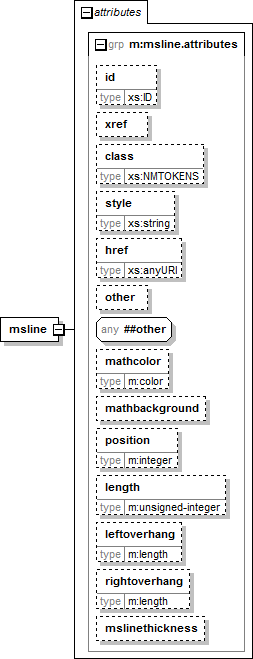 attributes
grp m:msline.attributes
id
type xs:ID
xref
class
type xs:NMTOKENS
style
type xs:string
href
type xs:anyURI
other
msline
any ##other
mathcolor
type m:color
mathbackground
position
type m:integer
length
type m:unsigned-integer
leftoverhang
type m:length
rightoverhang
type m:length
mslinethickness